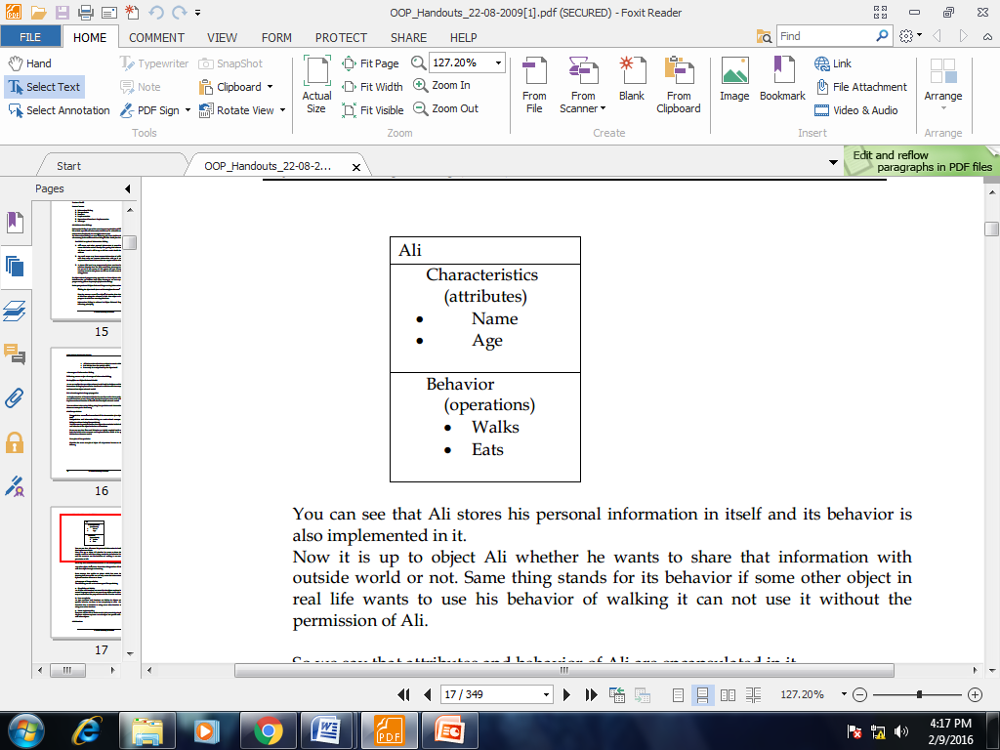 OOP_Handouts_22-08-2009[1].pdf (SECURED) - Foxit Reader
FILE HOME COMMENT VIEW FORM PROTECT SHARE HELP Find
Hand Typewriter SnapShot Fit Page 127.20% Link
Select Text Note Clipboard Fit Width Zoom In File Attachment
Select Annotation PDF Sign Rotate View Fit Visible Zoom Out Video & Audio
Actual Size
From File
From Scanner
Blank
From Clipboard
Image
Bookmark
Arrange
Tools Zoom Create Insert Arrange
Start OOP_Handouts_22-08-2...
Edit and reflow
paragraphs in PDF files
Pages
15
16
17
Ali
Characteristics
(attributes)
• Name
• Age
Behavior
(operations)
• Walks
• Eats
You can see that Ali stores his personal information in itself and its behavior is
also implemented in it.
Now it is up to object Ali whether he wants to share that information with
outside world or not. Same thing stands for its behavior if some other object in
real life wants to use his behavior of walking it can not use it without the
permission of Ali.
So we say that attributes and behavior of Ali are encapsulated in it.
17 / 349 127.20%
PDF
4:17 PM
2/9/2016